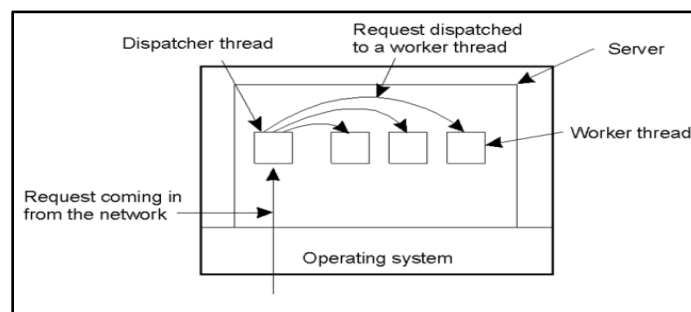 Request dispatched
to a worker thread
Dispatcher thread
Server
Worker thread
Request coming in
from the network
Operating system